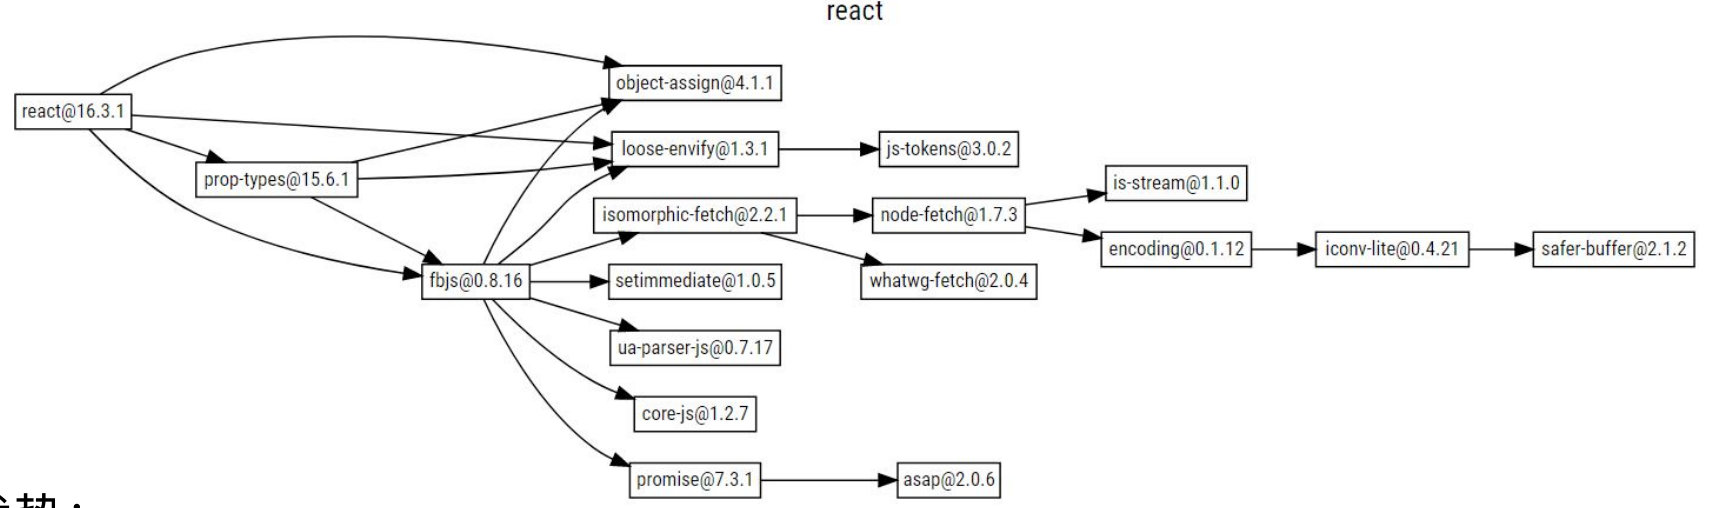 react
object-assign@4.1.1
react@16.3.1
loose-envify@1.3.1
js-tokens@3.0.2
prop-types@15.6.1
is-stream@1.1.0
isomorphic-fetch@2.2.1
node-fetch@1.7.3
encoding@0.1.12
iconv-lite@0.4.21
safer-buffer@2.1.2
fbjs@0.8.16
setimmediate@1.0.5
whatwg-fetch@2.0.4
ua-parser-js@0.7.17
core-js@1.2.7
promise@7.3.1
asap@2.0.6